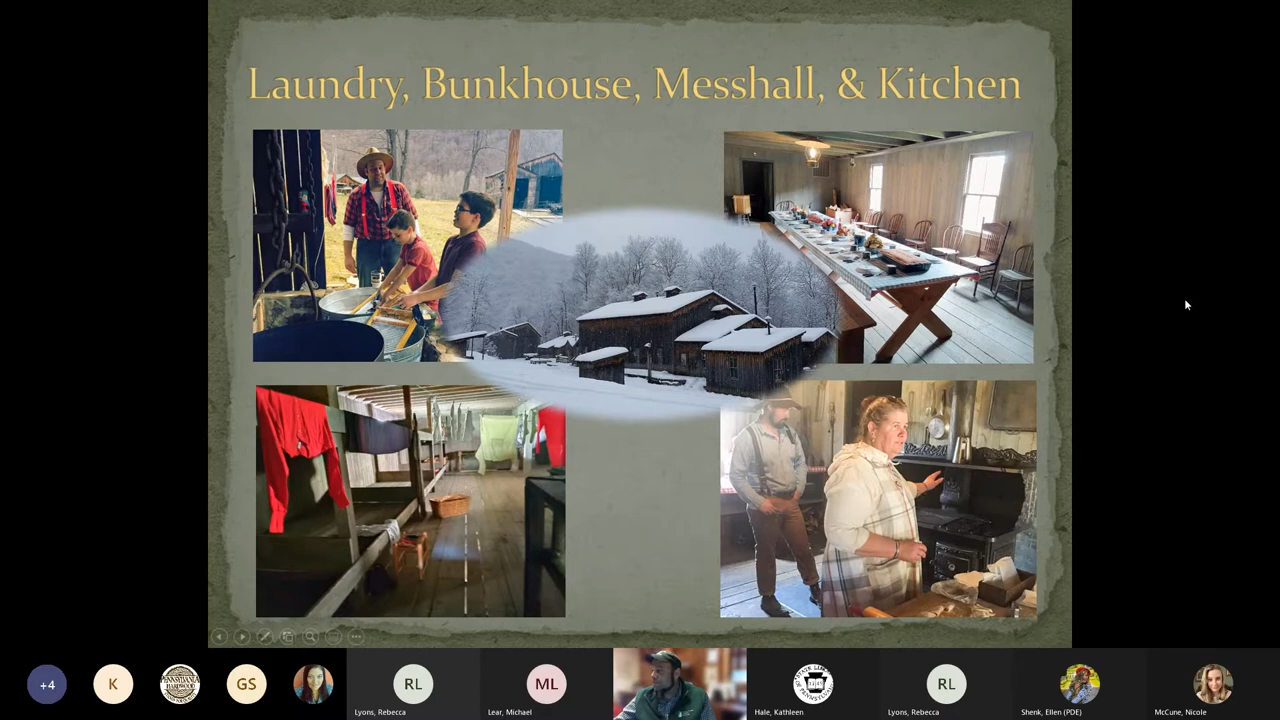 Laundry, Bunkhouse, Messhall, & Kitchen
+4
K
GS
RL
Lyons, Rebecca
ML
Lear, Michael
Hale, Kathleen
RL
Lyons, Rebecca
Shenk, Ellen (PDE)
McCune, Nicole